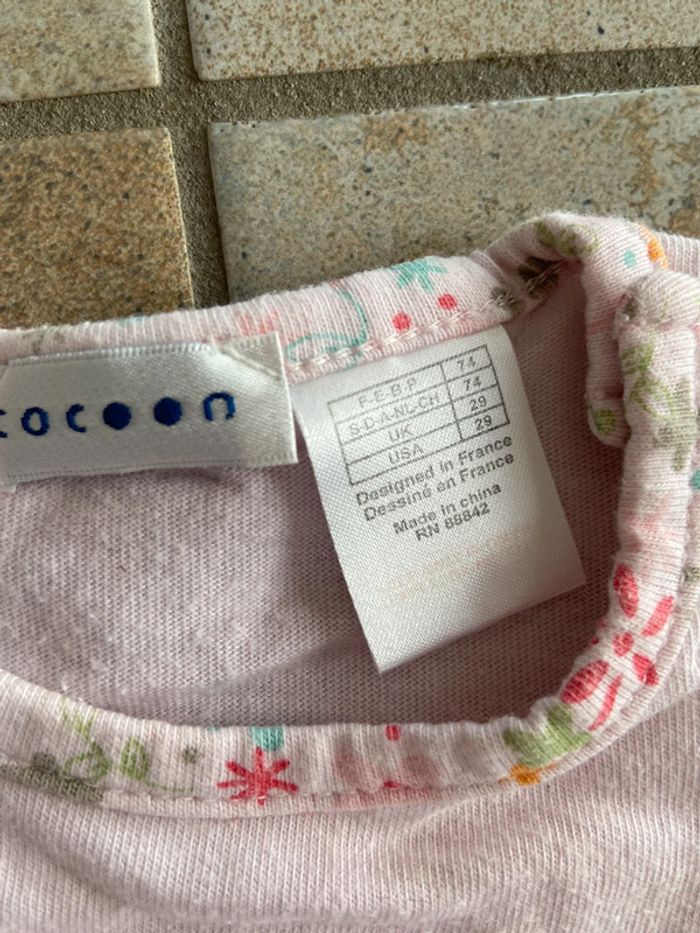 cocoon
F-E-B-P 74
S-D,A-NL-CH 74
UK 29
USA 29
Designed in France
Dessiné en France
Made in china
RN 88842